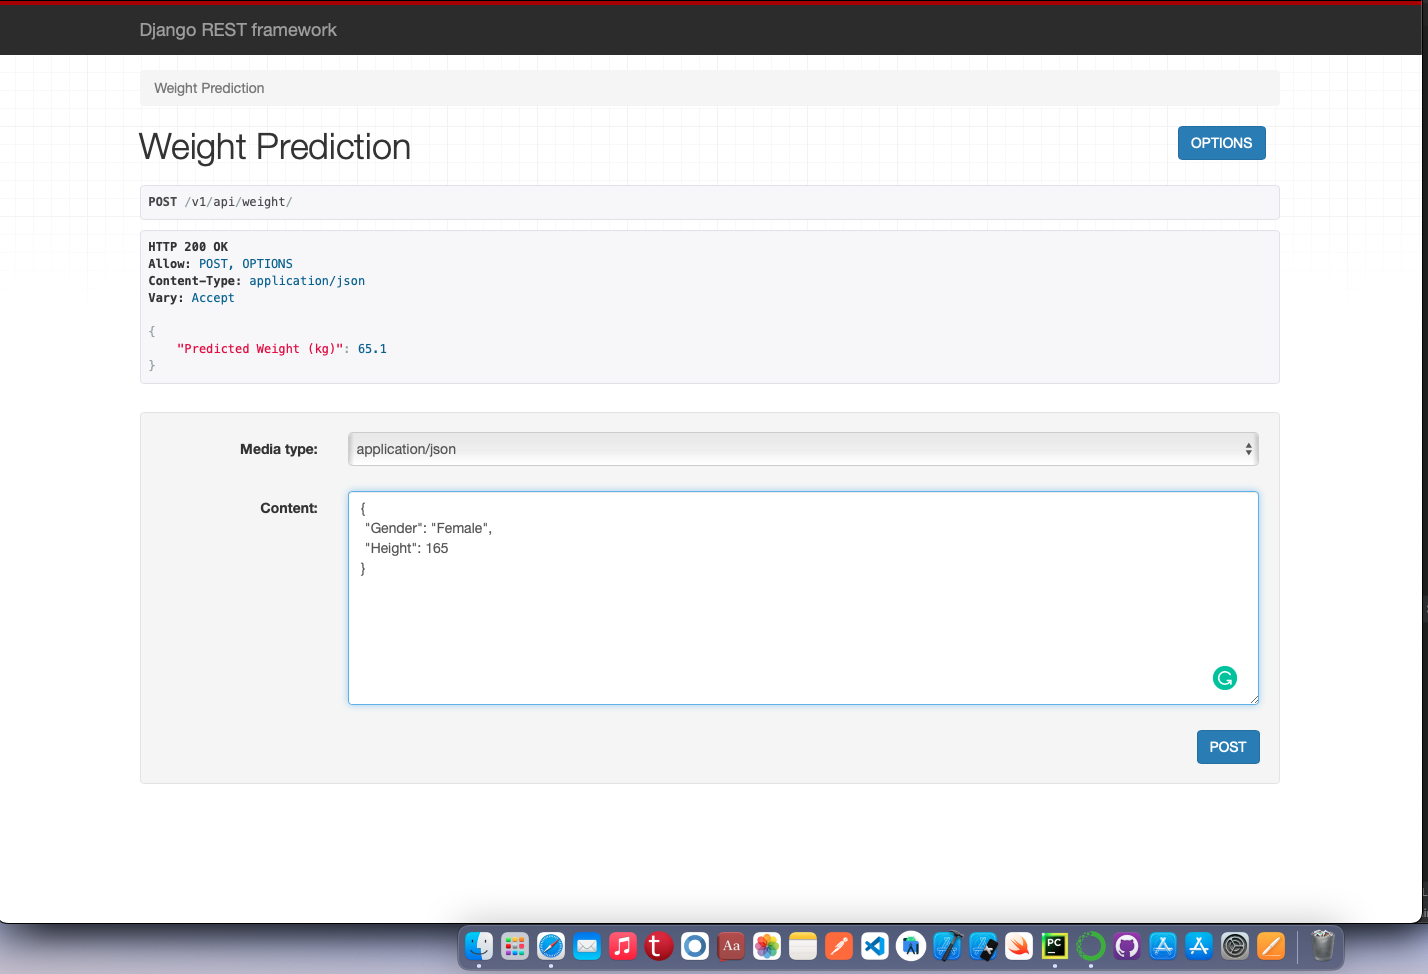 Django REST framework
Weight Prediction
Weight Prediction
OPTIONS
POST /v1/api/weight/
HTTP 200 OK
Allow: POST, OPTIONS
Content-Type: application/json
Vary: Accept
{
"Predicted Weight (kg)": 65.1
}
Media type:
application/json
Content:
{
"Gender": "Female",
"Height": 165
}
POST
Aa
PC